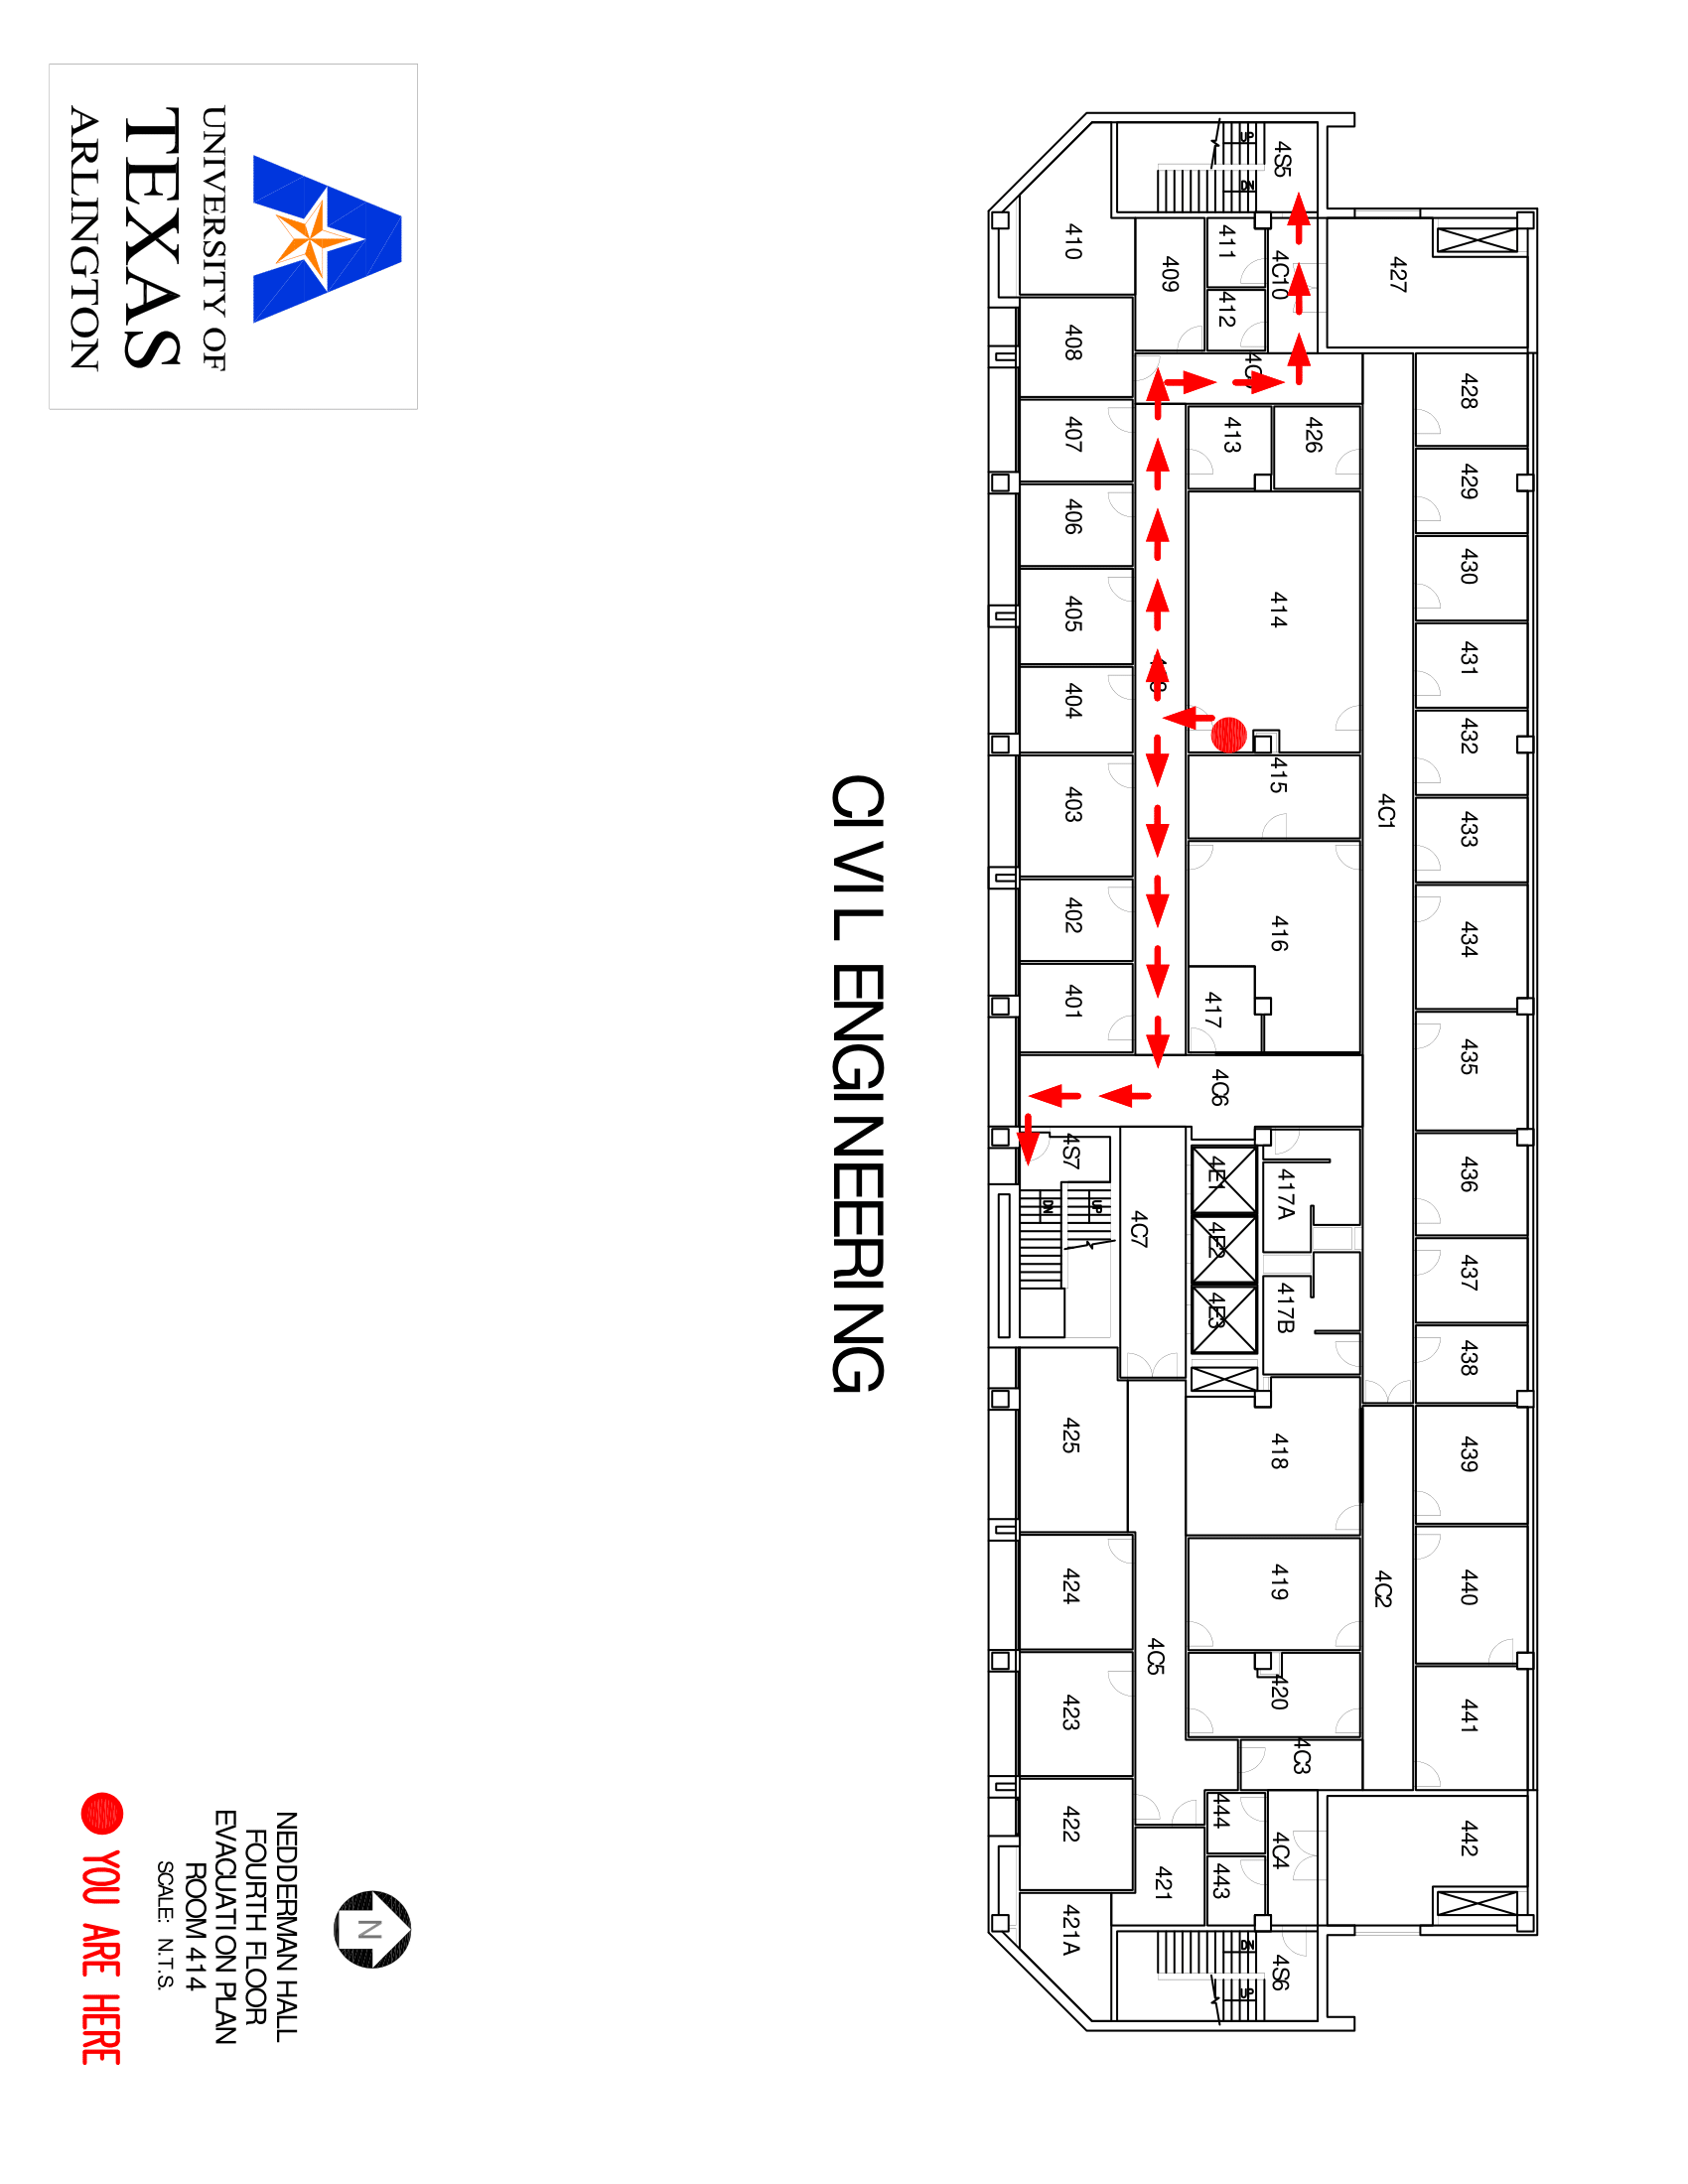 428 429 430 431 432 433 434 435 436 437 438 439 440 441 442
427 4C1 4C2
426
4S5 4C10 414 415 416 417A 417B 418 419 420 4C3 4C4 4S6
UP DN DN UP
411 412 413 417 4C6 4E1 4E2 4E3 444 443
409 4C7 4C5 421
410 408 407 406 405 404 403 402 401 4S7 425 424 423 422 421A
UP
DN
CIVIL ENGINEERING
UNIVERSITY OF
TEXAS
ARLINGTON
N
NEDDERMAN HALL
FOURTH FLOOR
EVACUATION PLAN
ROOM 414
SCALE: N.T.S.
YOU ARE HERE